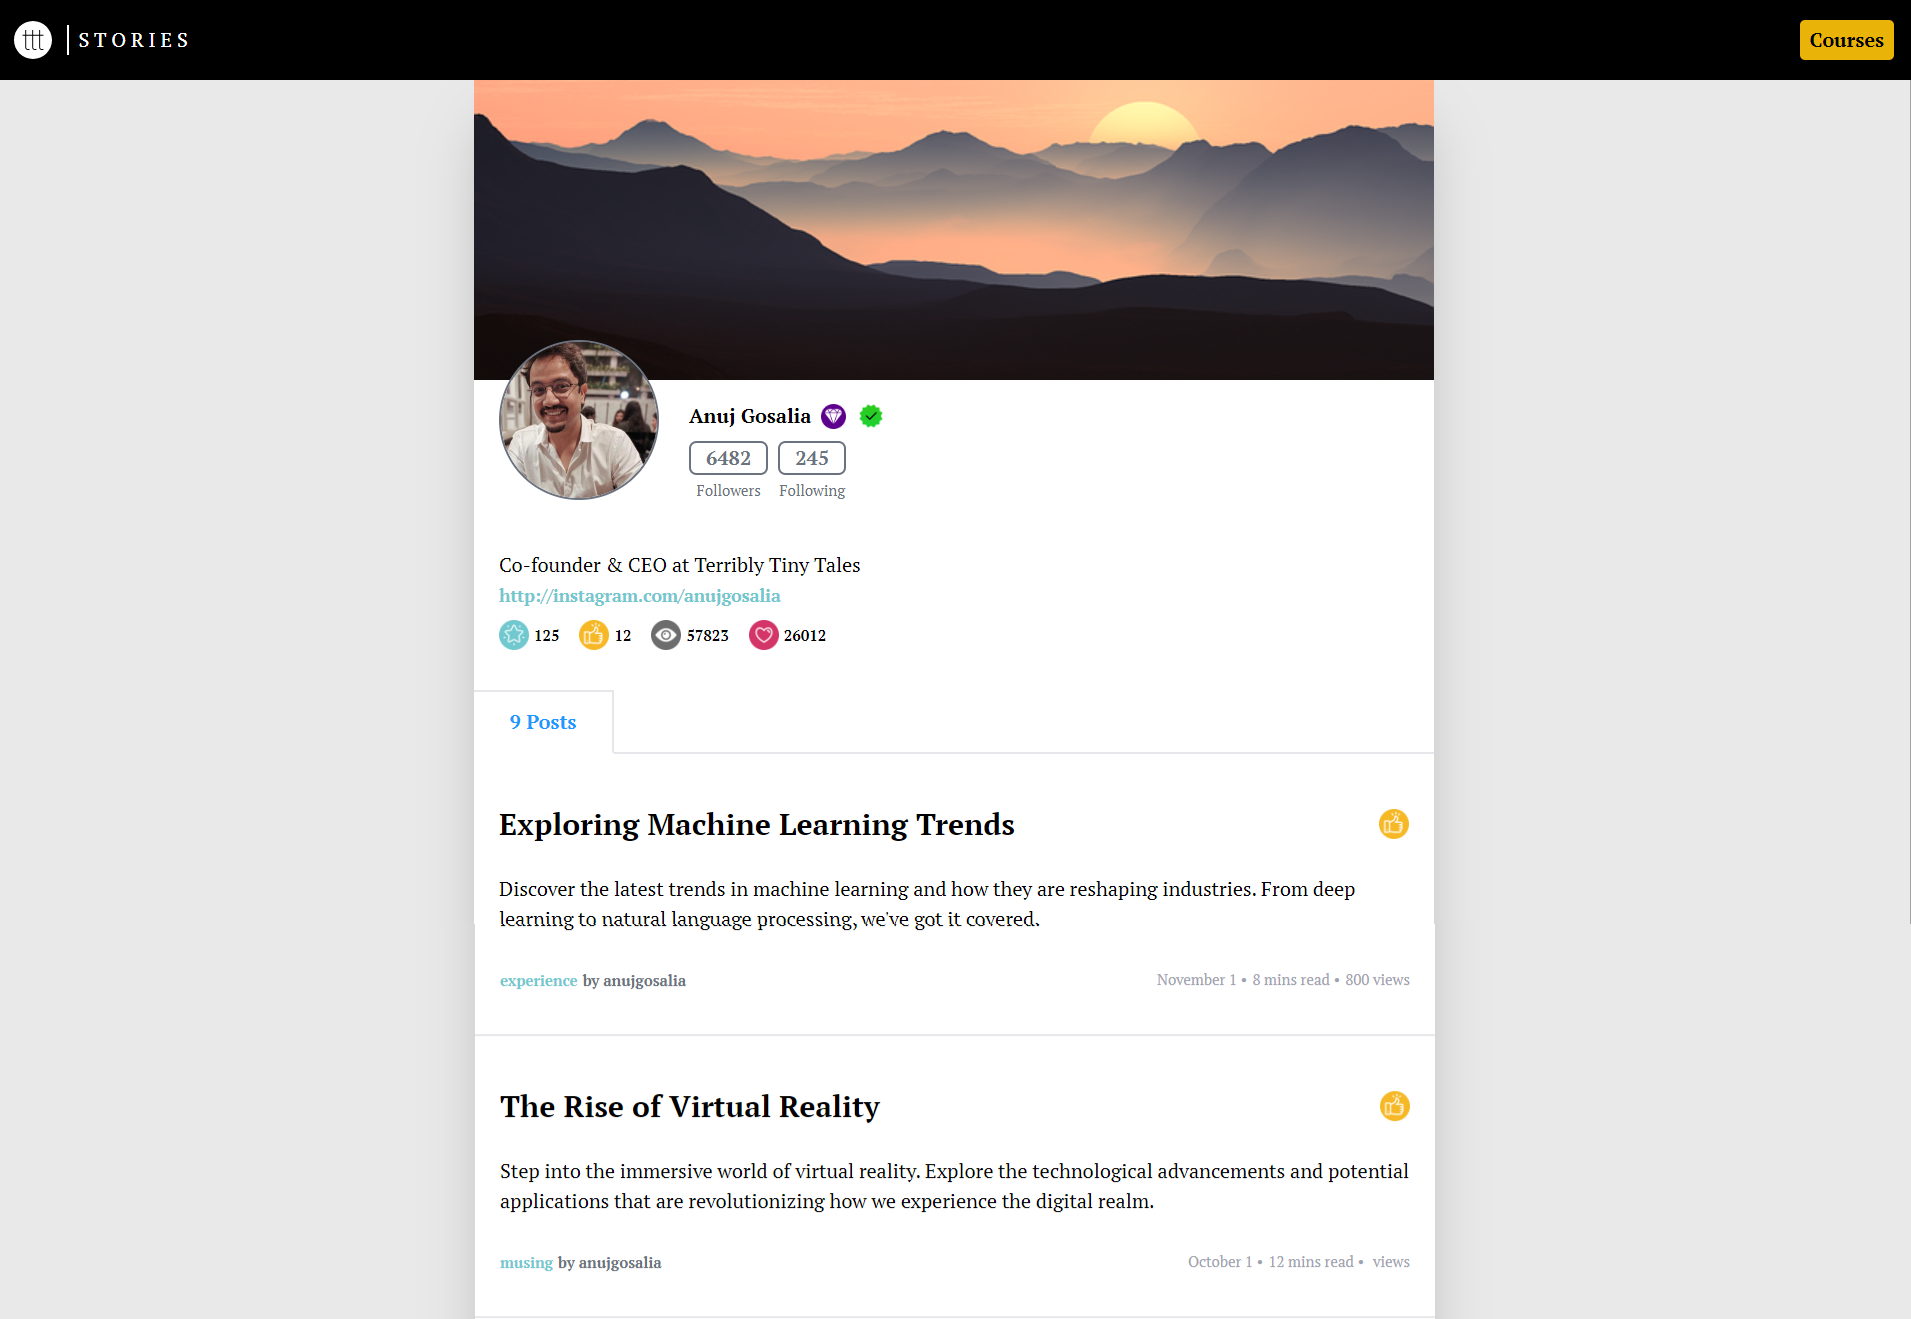 ttt STORIES Courses
Anuj Gosalia
6482 245
Followers Following
Co-founder & CEO at Terribly Tiny Tales
http://instagram.com/anujgosalia
125 12 57823 26012
9 Posts
Exploring Machine Learning Trends
Discover the latest trends in machine learning and how they are reshaping industries. From deep
learning to natural language processing, we've got it covered.
experience by anujgosalia November 1 • 8 mins read • 800 views
The Rise of Virtual Reality
Step into the immersive world of virtual reality. Explore the technological advancements and potential
applications that are revolutionizing how we experience the digital realm.
musing by anujgosalia October 1 • 12 mins read • views